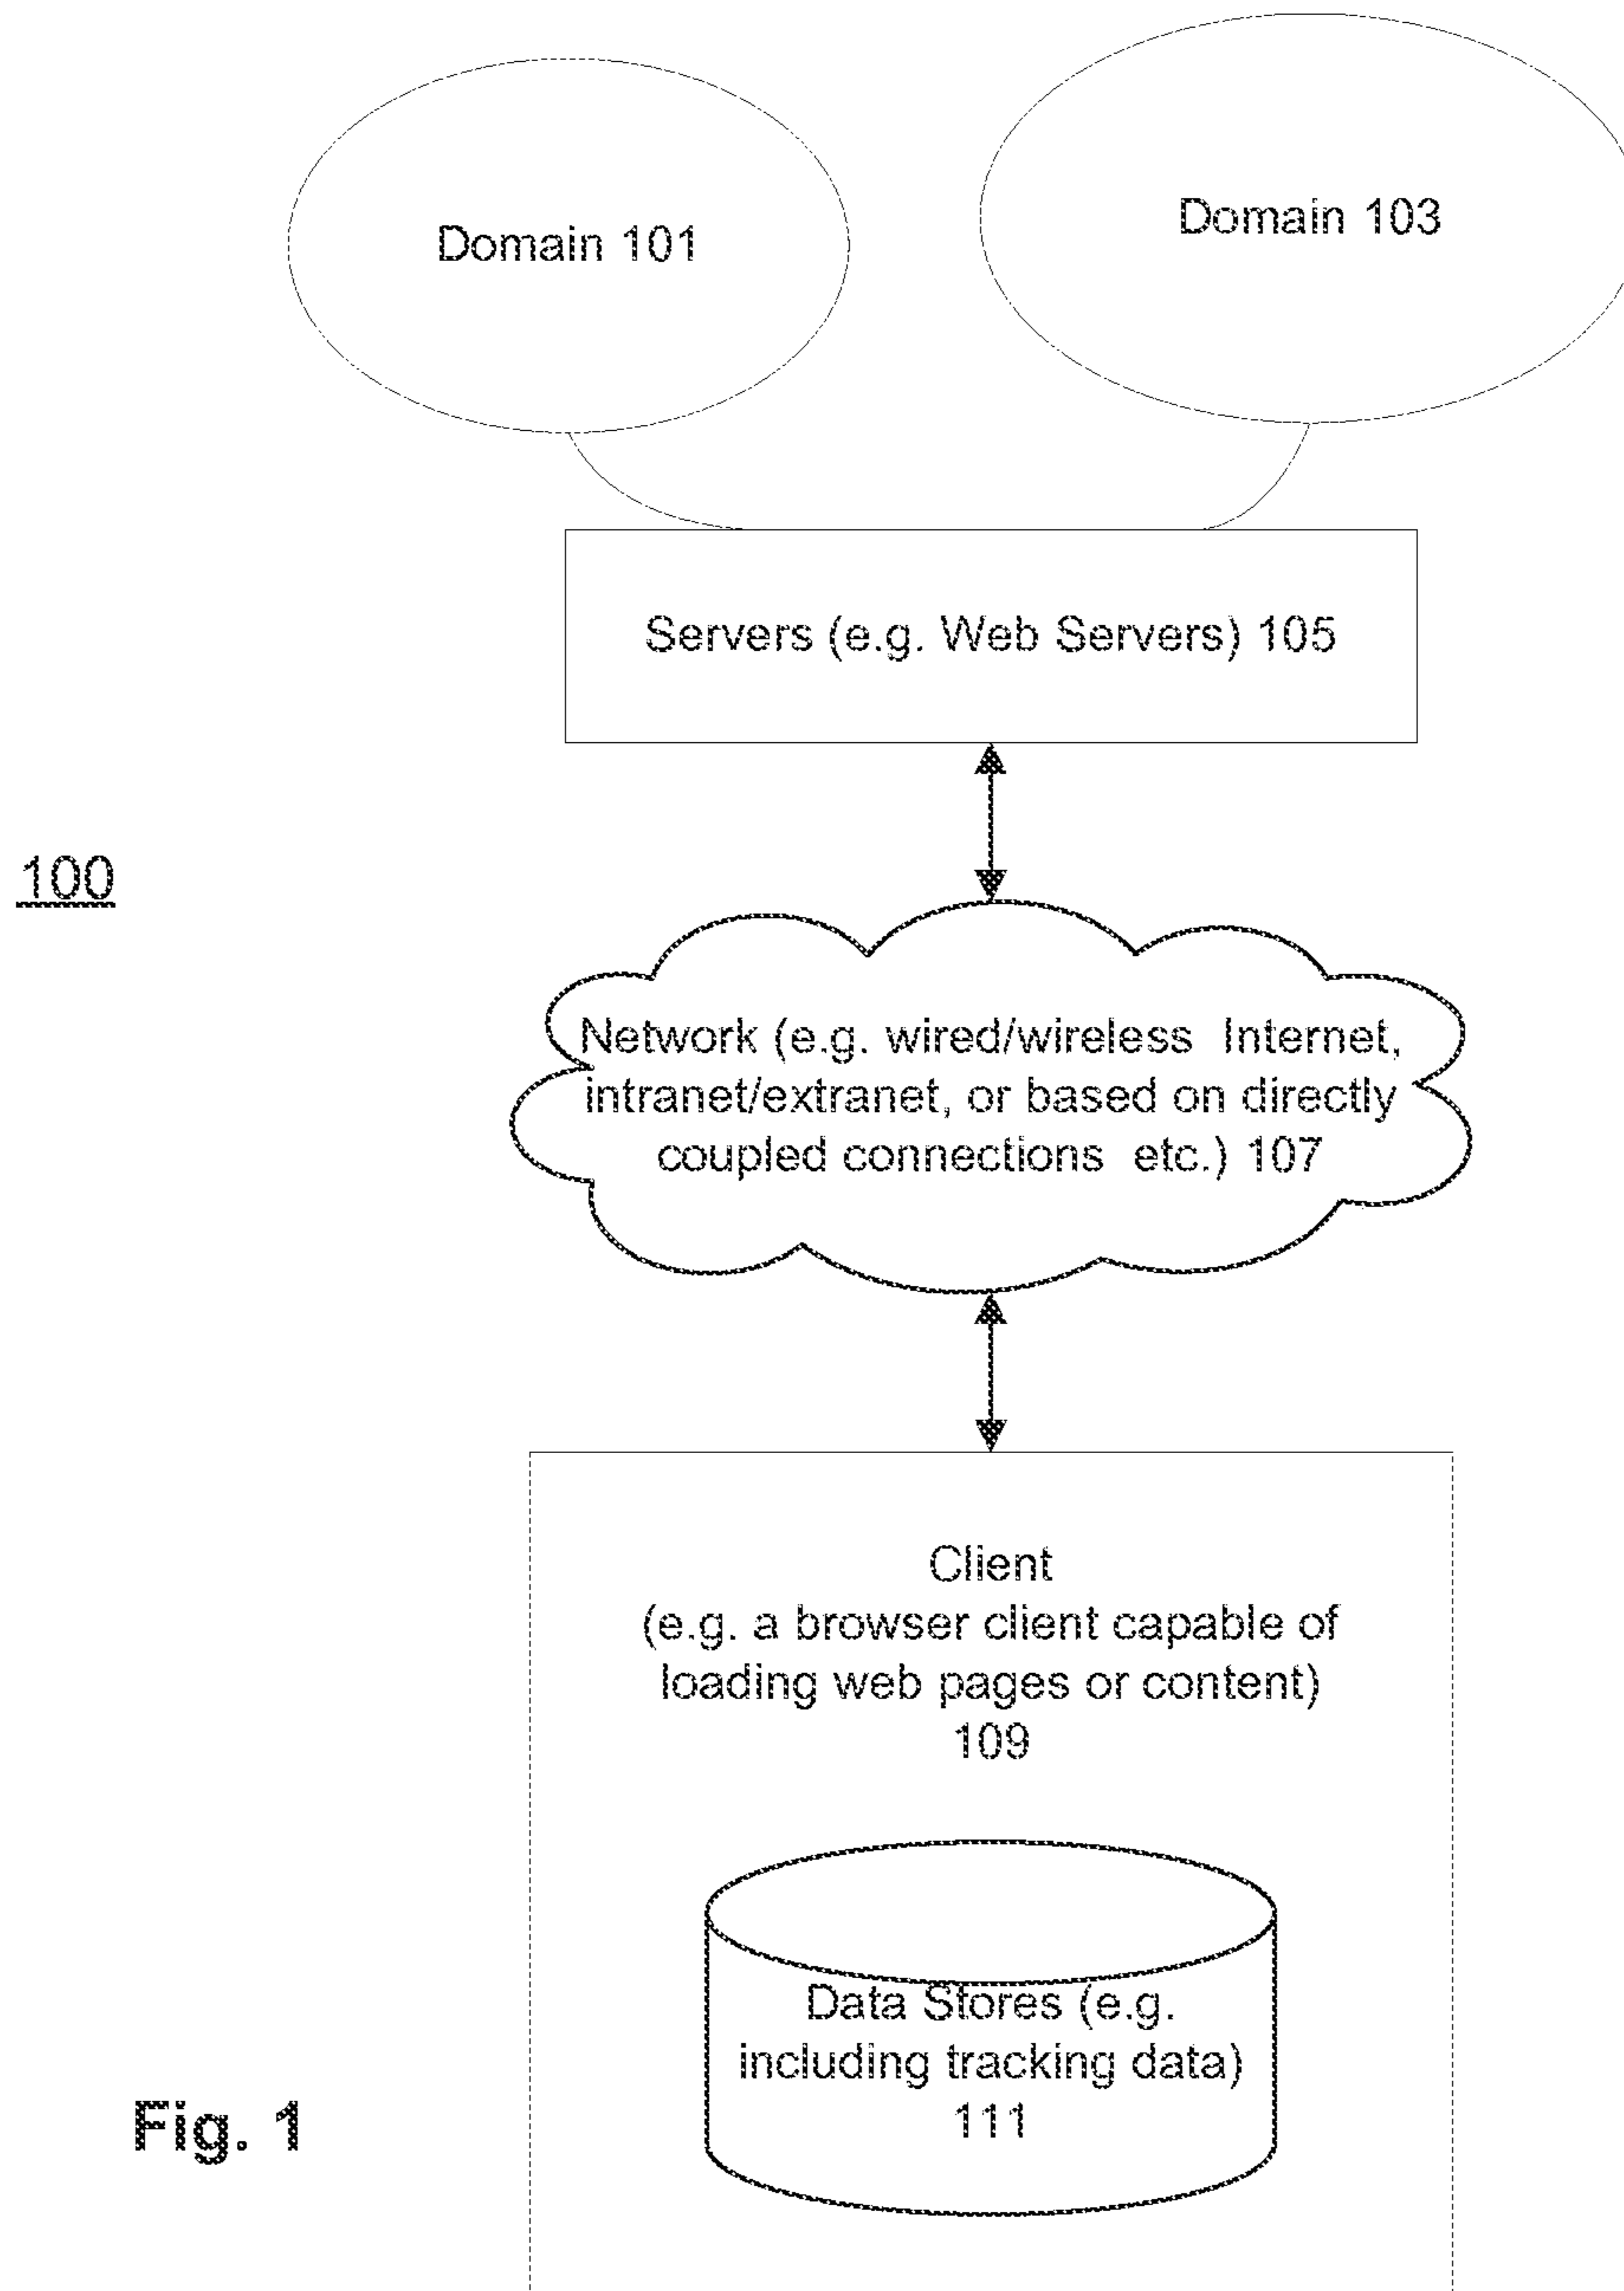 Domain 101
Domain 103
Servers (e.g. Web Servers) 105
100
Network (e.g. wired/wireless Internet,
intranet/extranet, or based on directly
coupled connections etc.) 107
Client
(e.g. a browser client capable of
loading web pages or content)
109
Data Stores (e.g.
including tracking data)
111
Fig. 1